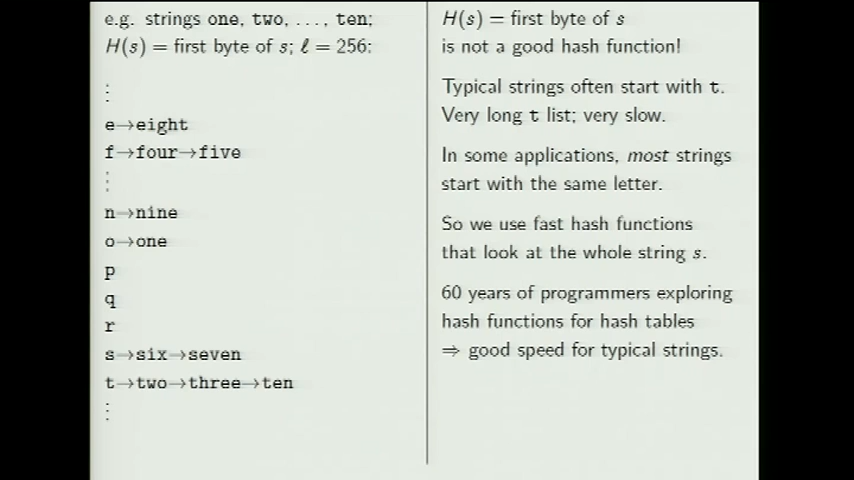 e.g. strings one, two, ..., ten;
H(s) = first byte of s; ℓ = 256:
⋮
e→eight
f→four→five
⋮
n→nine
o→one
p
q
r
s→six→seven
t→two→three→ten
⋮
H(s) = first byte of s
is not a good hash function!
Typical strings often start with t.
Very long t list; very slow.
In some applications, most strings
start with the same letter.
So we use fast hash functions
that look at the whole string s.
60 years of programmers exploring
hash functions for hash tables
⇒ good speed for typical strings.